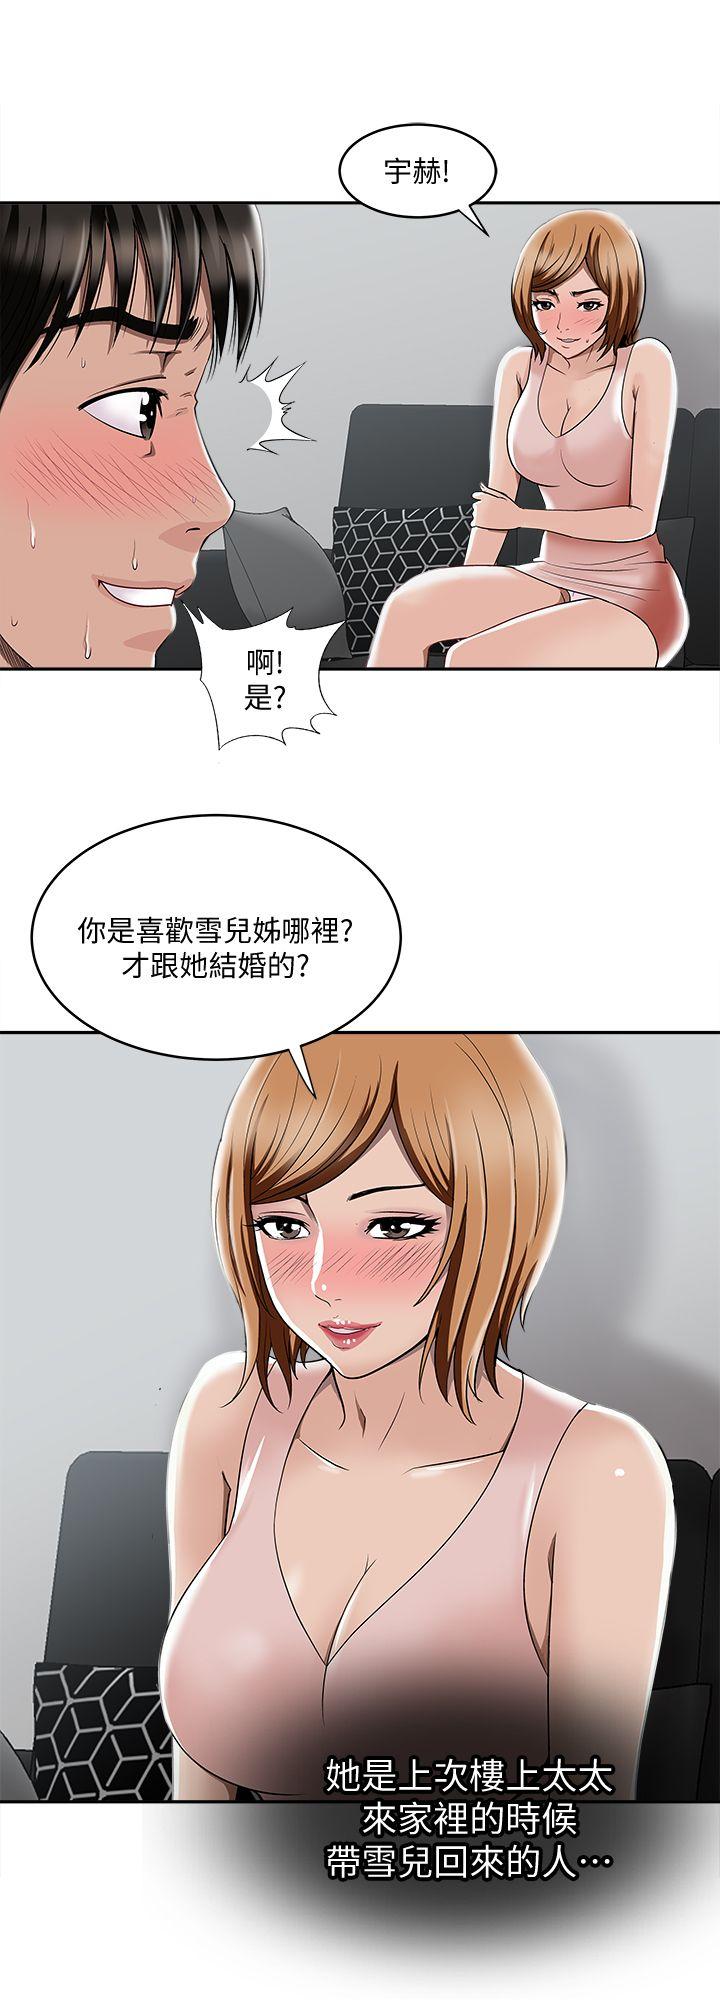 宇赫!
啊!
是?
你是喜歡雪兒姊哪裡?
才跟她結婚的?
她是上次樓上太太
來家裡的時候
帶雪兒回來的人…